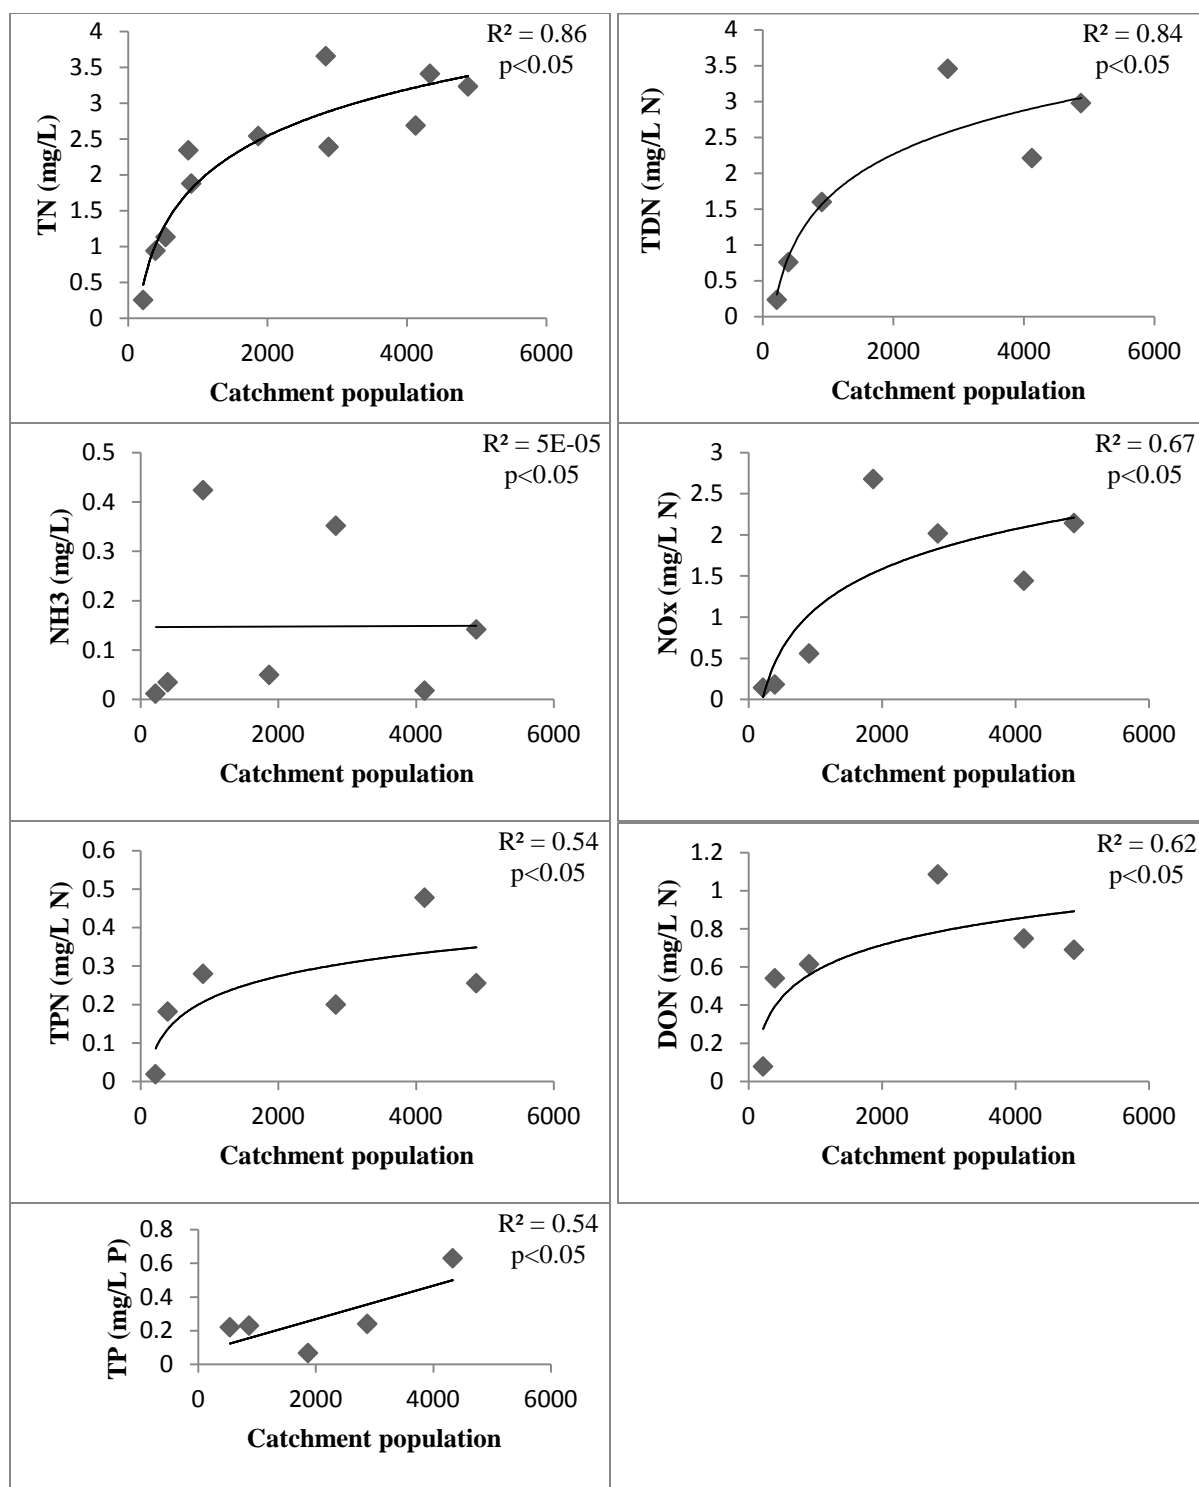 R² = 0.86
p<0.05
TN (mg/L)
4
3.5
3
2.5
2
1.5
1
0.5
0
0 2000 4000 6000
Catchment population
R² = 0.84
p<0.05
TDN (mg/L N)
4
3.5
3
2.5
2
1.5
1
0.5
0
0 2000 4000 6000
Catchment population
R² = 5E-05
p<0.05
NH3 (mg/L)
0.5
0.4
0.3
0.2
0.1
0
0 2000 4000 6000
Catchment population
R² = 0.67
p<0.05
NOx (mg/L N)
3
2.5
2
1.5
1
0.5
0
0 2000 4000 6000
Catchment population
R² = 0.54
p<0.05
TPN (mg/L N)
0.6
0.5
0.4
0.3
0.2
0.1
0
0 2000 4000 6000
Catchment population
R² = 0.62
p<0.05
DON (mg/L N)
1.2
1
0.8
0.6
0.4
0.2
0
0 2000 4000 6000
Catchment population
R² = 0.54
p<0.05
TP (mg/L P)
0.8
0.6
0.4
0.2
0
0 2000 4000 6000
Catchment population